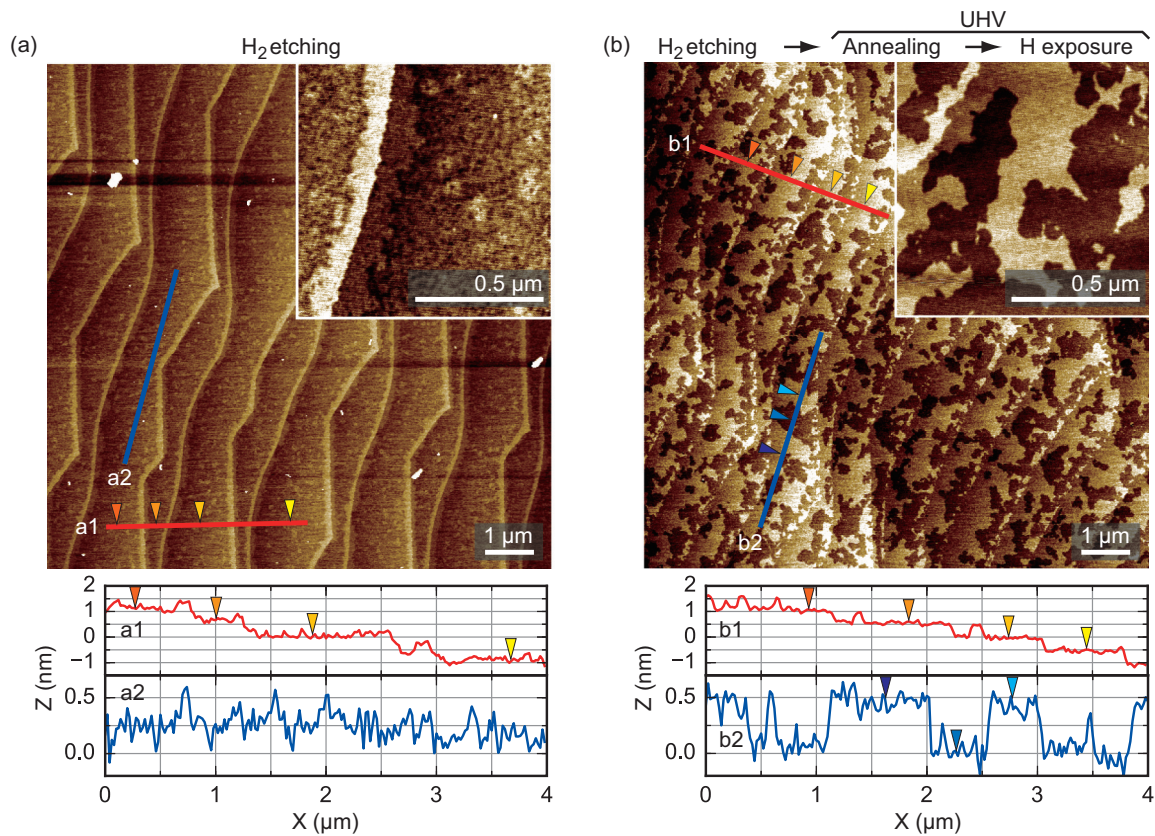 (a)
H2 etching
0.5 µm
a2
a1
1 µm
2
1
0
−1
a1
Z (nm)
0.5
0.0
a2
0 1 2 3 4
X (µm)
(b)
UHV
H2 etching → Annealing → H exposure
b1
0.5 µm
b2
1 µm
2
1
0
−1
b1
Z (nm)
0.5
0.0
b2
0 1 2 3 4
X (µm)